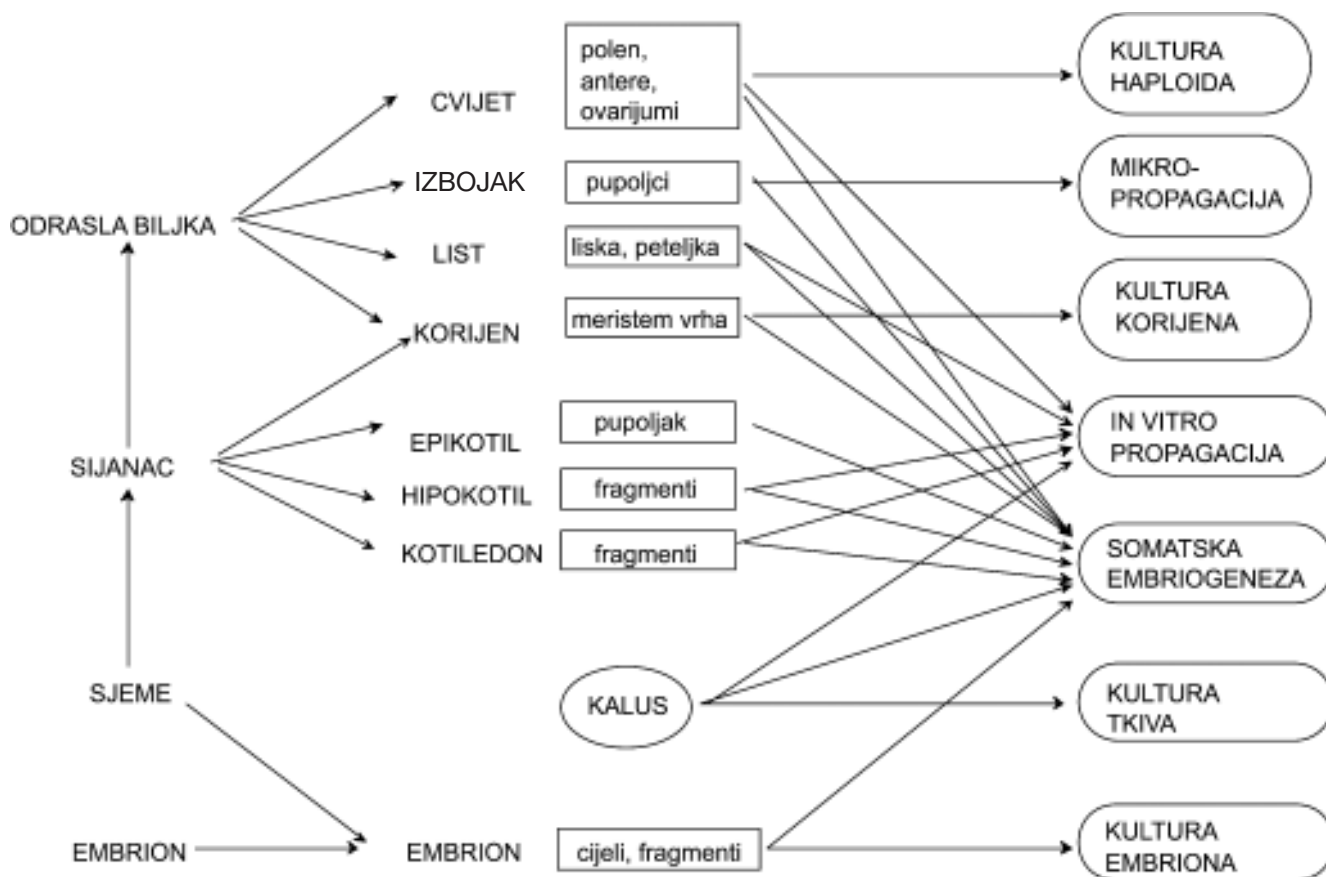 polen,
antere,
ovarijumi
KULTURA
HAPLOIDA
CVIJET
IZBOJAK
pupoljci
MIKRO-
PROPAGACIJA
ODRASLA BILJKA
LIST
liska, peteljka
KORIJEN
meristem vrha
KULTURA
KORIJENA
EPIKOTIL
pupoljak
IN VITRO
PROPAGACIJA
SIJANAC
HIPOKOTIL
fragmenti
KOTILEDON
fragmenti
SOMATSKA
EMBRIOGENEZA
SJEME
KALUS
KULTURA
TKIVA
EMBRION
EMBRION
cijeli, fragmenti
KULTURA
EMBRIONA